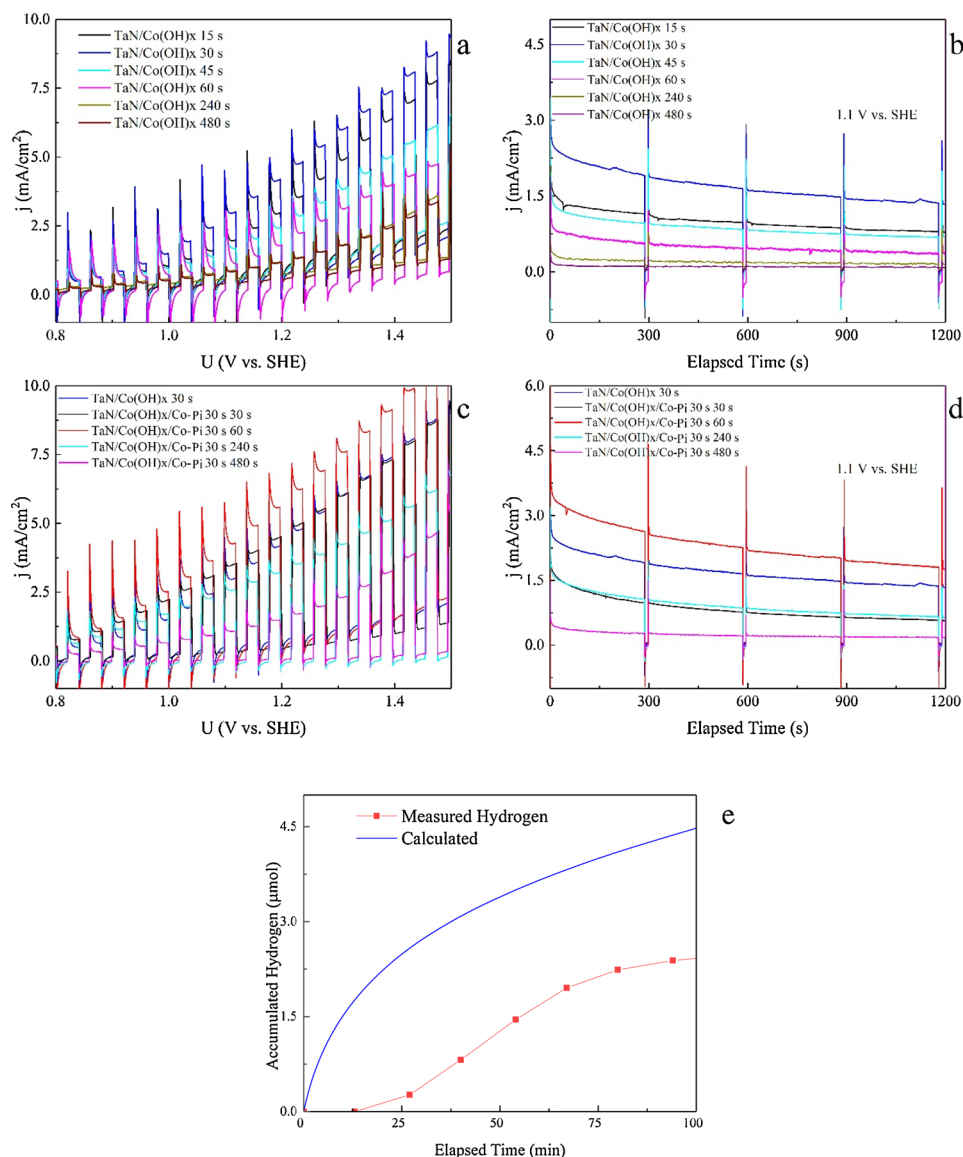 a
10.0
7.5
5.0
2.5
0.0
j (mA/cm²)
TaN/Co(OH)x 15 s
TaN/Co(OH)x 30 s
TaN/Co(OH)x 45 s
TaN/Co(OH)x 60 s
TaN/Co(OH)x 240 s
TaN/Co(OH)x 480 s
0.8 1.0 1.2 1.4
U (V vs. SHE)
b
4.5
3.0
1.5
0.0
j (mA/cm²)
TaN/Co(OH)x 15 s
TaN/Co(OH)x 30 s
TaN/Co(OH)x 45 s
TaN/Co(OH)x 60 s
TaN/Co(OH)x 240 s
TaN/Co(OH)x 480 s
1.1 V vs. SHE
0 300 600 900 1200
Elapsed Time (s)
c
10.0
7.5
5.0
2.5
0.0
j (mA/cm²)
TaN/Co(OH)x 30 s
TaN/Co(OH)x/Co-Pi 30 s 30 s
TaN/Co(OH)x/Co-Pi 30 s 60 s
TaN/Co(OH)x/Co-Pi 30 s 240 s
TaN/Co(OH)x/Co-Pi 30 s 480 s
0.8 1.0 1.2 1.4
U (V vs. SHE)
d
6.0
4.5
3.0
1.5
0.0
j (mA/cm²)
TaN/Co(OH)x 30 s
TaN/Co(OH)x/Co-Pi 30 s 30 s
TaN/Co(OH)x/Co-Pi 30 s 60 s
TaN/Co(OH)x/Co-Pi 30 s 240 s
TaN/Co(OH)x/Co-Pi 30 s 480 s
1.1 V vs. SHE
0 300 600 900 1200
Elapsed Time (s)
e
Measured Hydrogen
Calculated
4.5
3.0
1.5
0.0
Accumulated Hydrogen (μmol)
0 25 50 75 100
Elapsed Time (min)